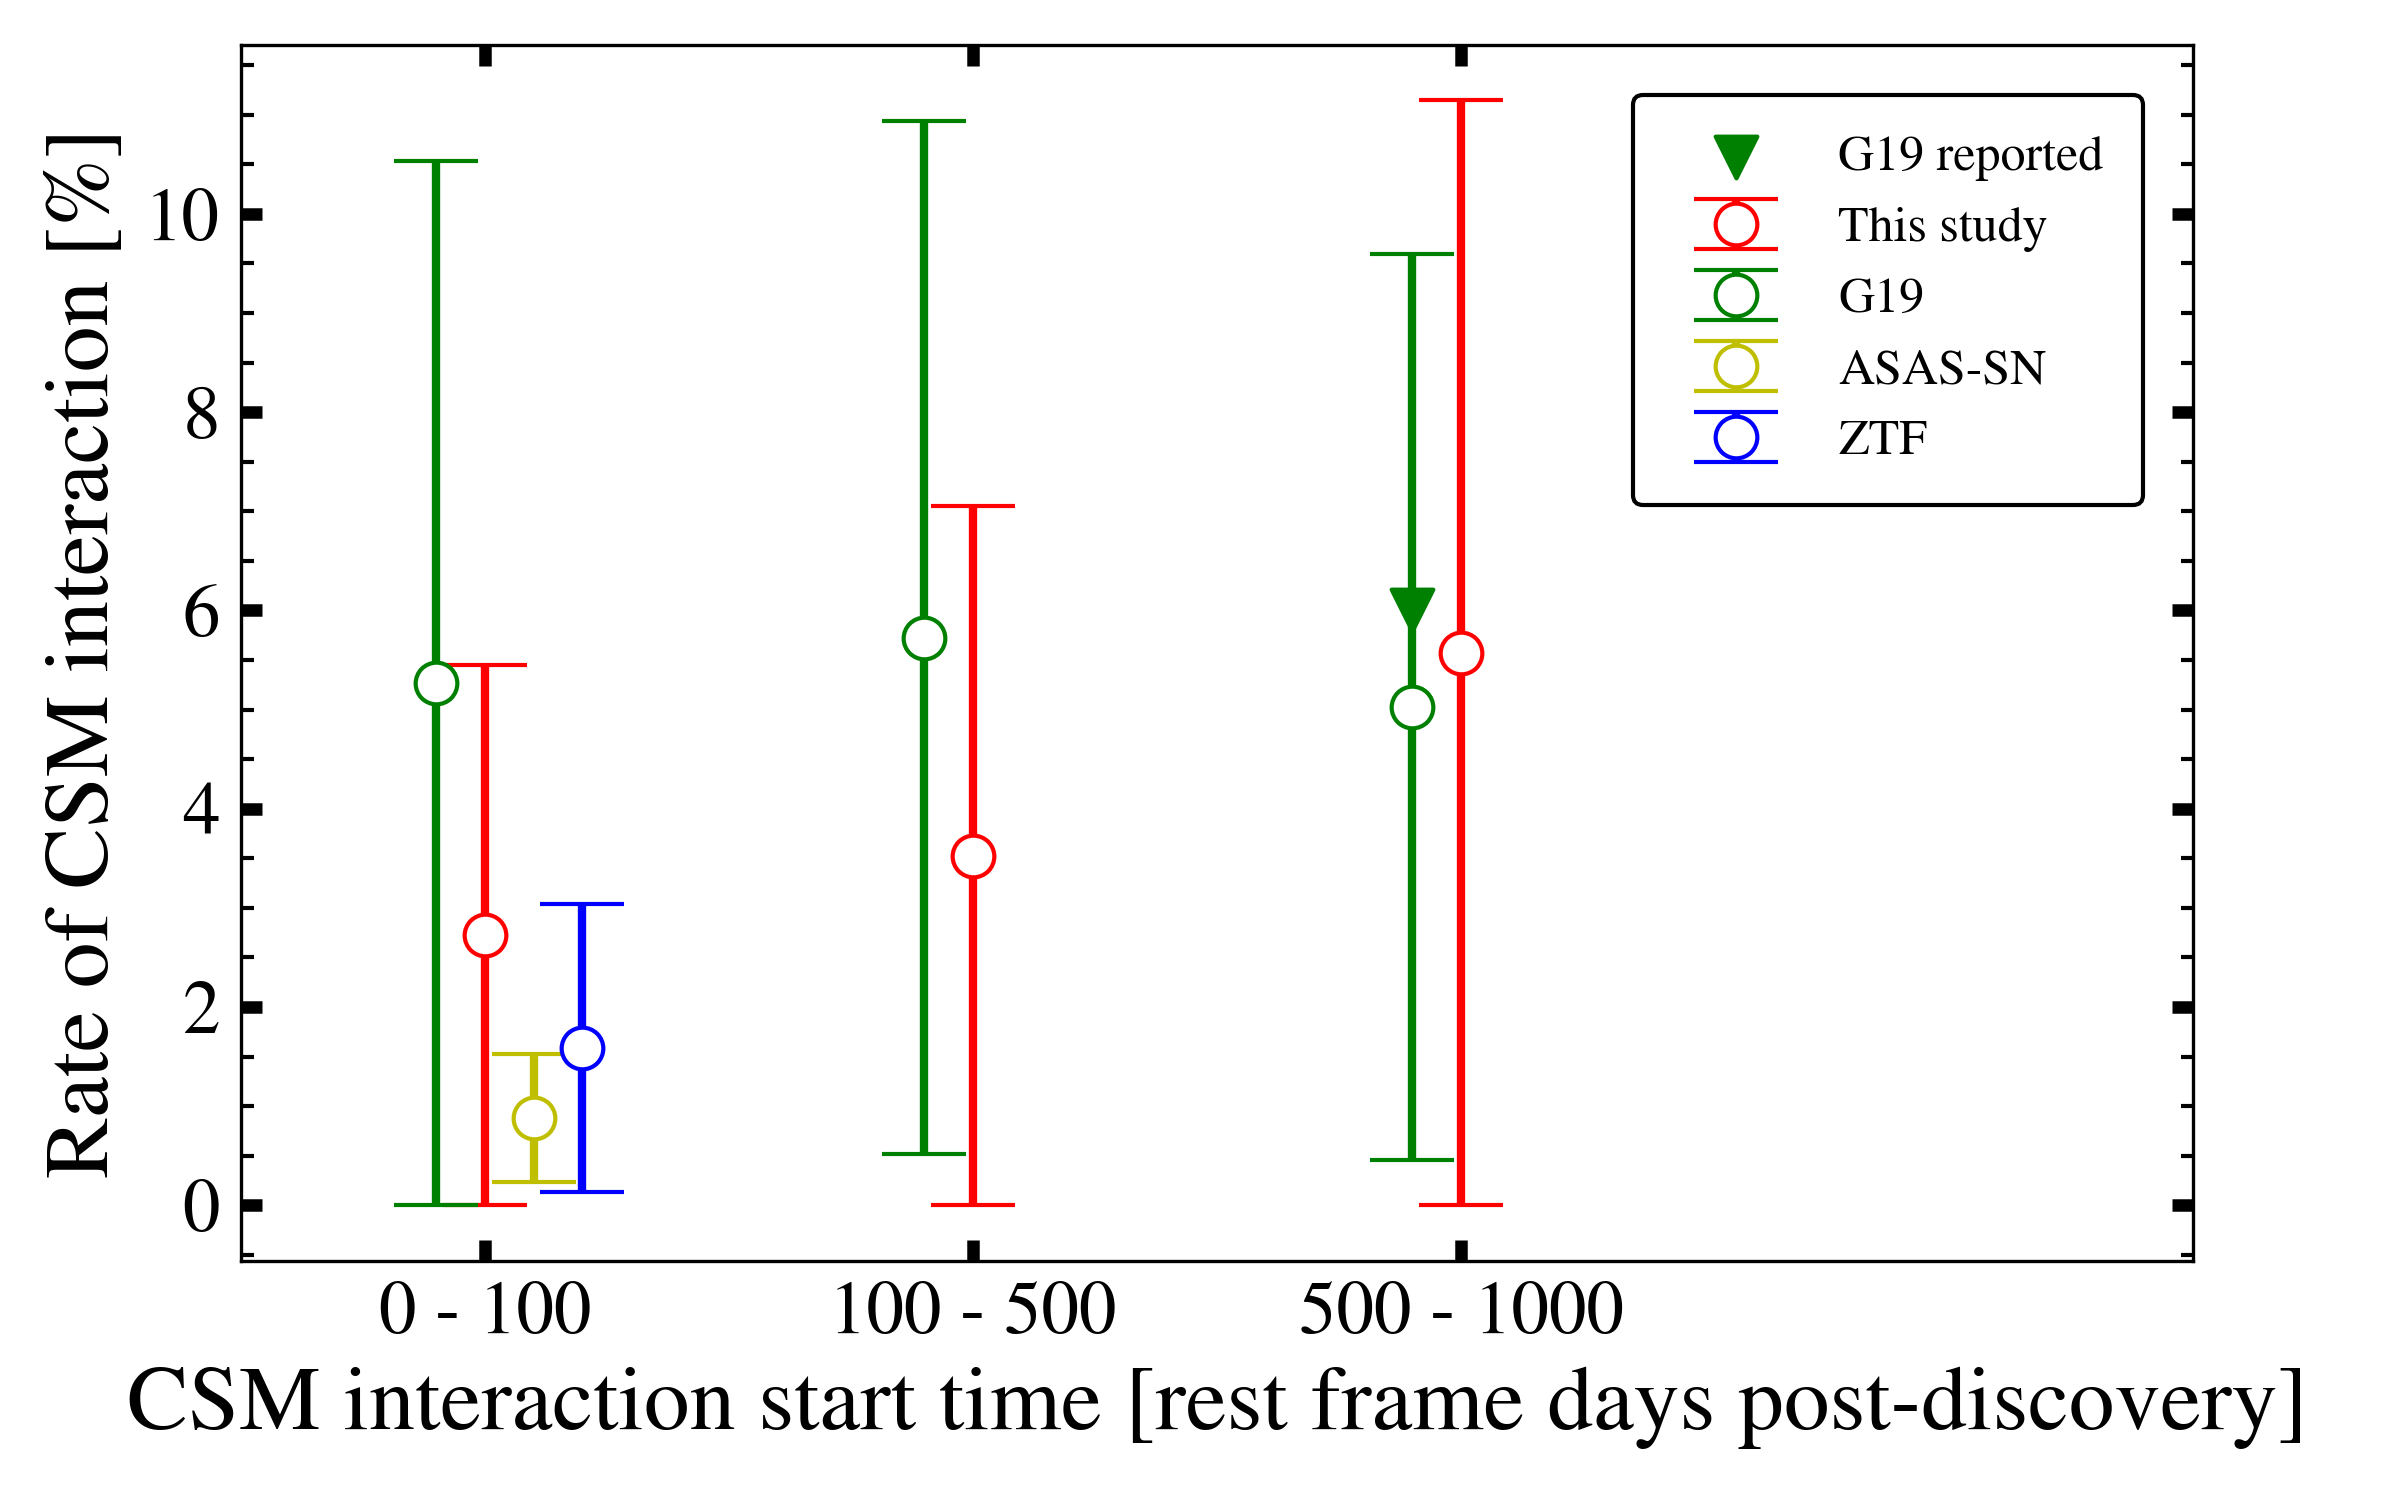 Rate of CSM interaction [%]
10
8
6
4
2
0
G19 reported
This study
G19
ASAS-SN
ZTF
0 - 100
100 - 500
500 - 1000
CSM interaction start time [rest frame days post-discovery]